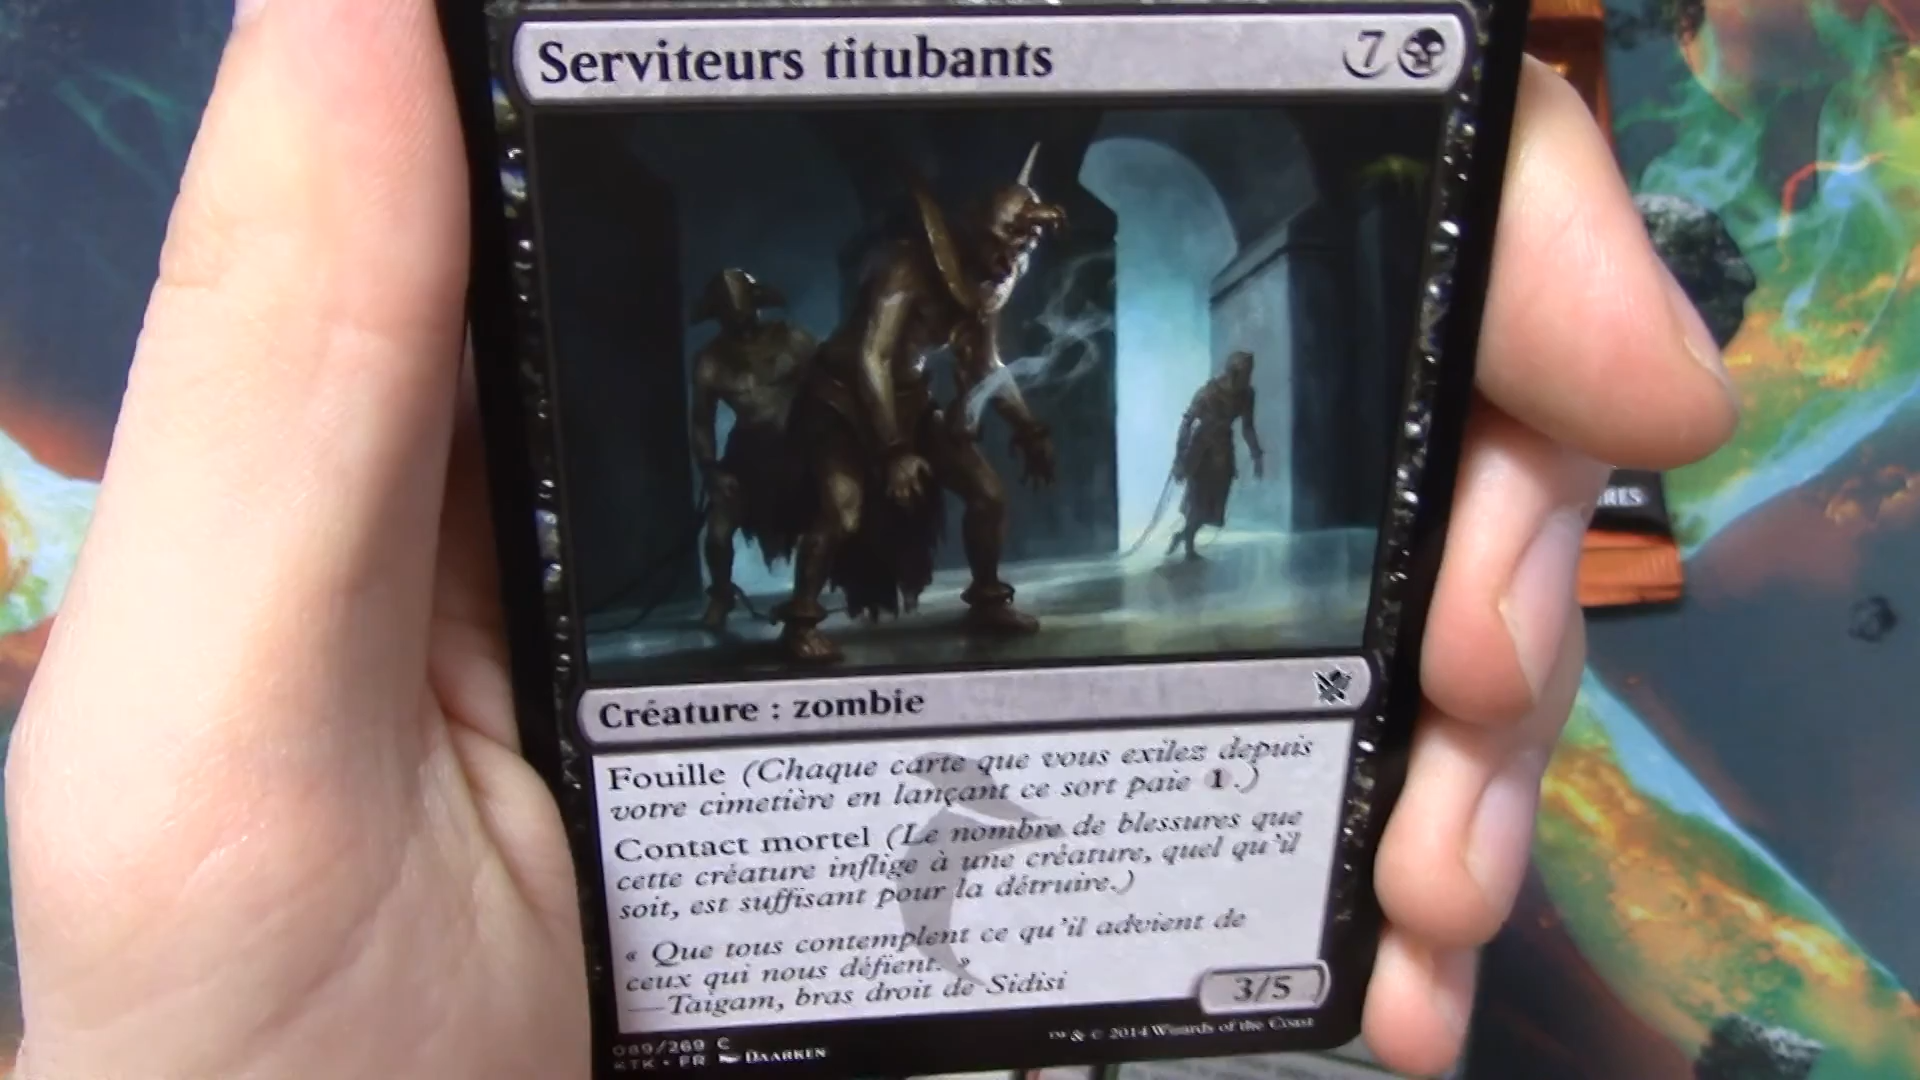 Serviteurs titubants 7
Créature : zombie
Fouille (Chaque carte que vous exilez depuis
votre cimetière en lançant ce sort paie 1.)
Contact mortel (Le nombre de blessures que
cette créature inflige à une créature, quel qu'il
soit, est suffisant pour la détruire.)
« Que tous contemplent ce qu'il advient de
ceux qui nous défient. »
—Taigam, bras droit de Sidisi
3/5
089/269 C
KTK • FR DAARKEN
™ & © 2014 Wizards of the Coast